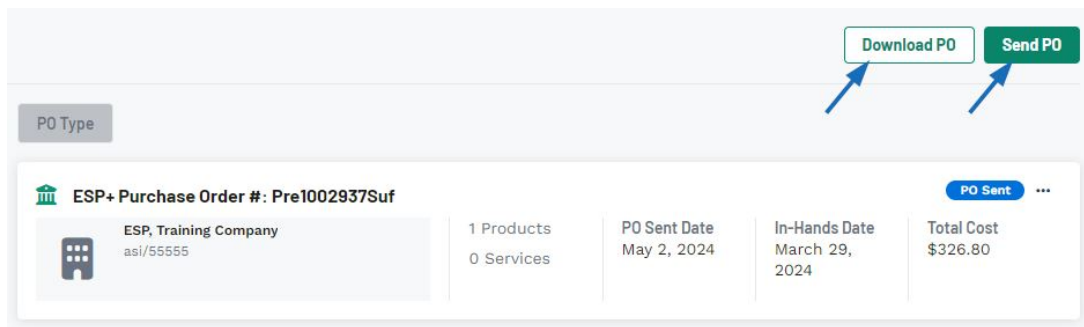 Download PO
Send PO
PO Type
ESP+ Purchase Order #: Pre1002937Suf
PO Sent
ESP, Training Company
asi/55555
1 Products
0 Services
PO Sent Date
May 2, 2024
In-Hands Date
March 29,
2024
Total Cost
$326.80